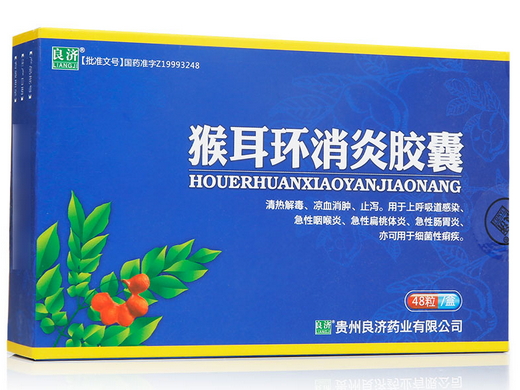 良济
LIANGJI
【批准文号】国药准字Z19993248
猴耳环消炎胶囊
HOUERHUANXIAOYANJIAONANG
清热解毒、凉血消肿、止泻。用于上呼吸道感染、
急性咽喉炎、急性扁桃体炎、急性肠胃炎、
亦可用于细菌性痢疾。
48粒/盒
良济 贵州良济药业有限公司